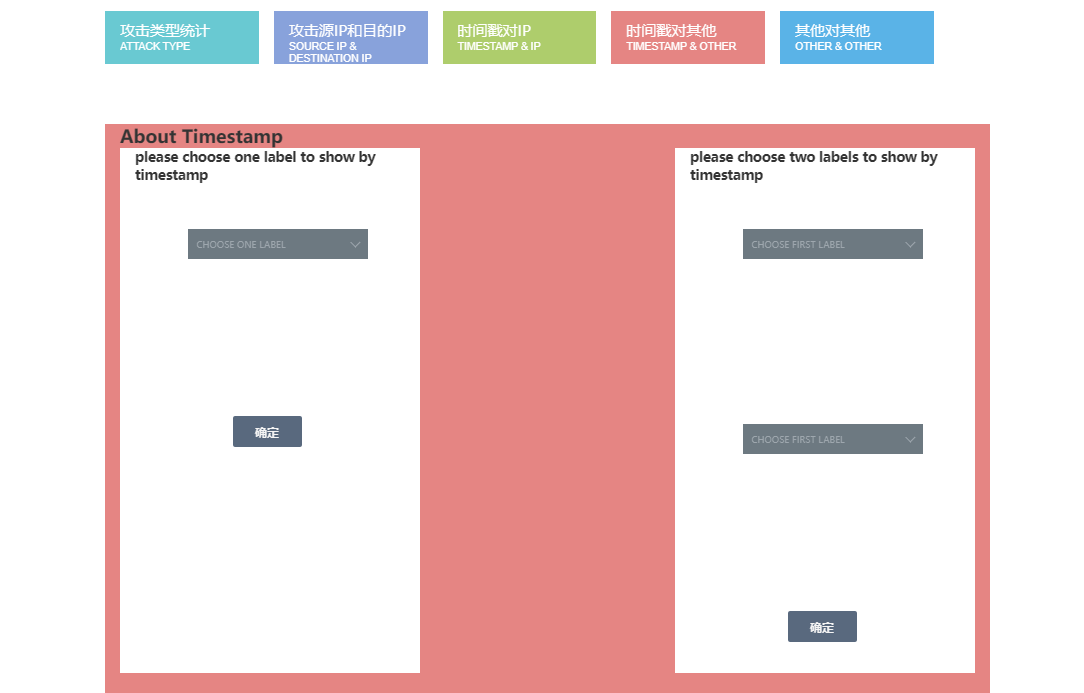 攻击类型统计
ATTACK TYPE
攻击源IP和目的IP
SOURCE IP &
DESTINATION IP
时间戳对IP
TIMESTAMP & IP
时间戳对其他
TIMESTAMP & OTHER
其他对其他
OTHER & OTHER
About Timestamp
please choose one label to show by
timestamp
CHOOSE ONE LABEL
确定
please choose two labels to show by
timestamp
CHOOSE FIRST LABEL
CHOOSE FIRST LABEL
确定